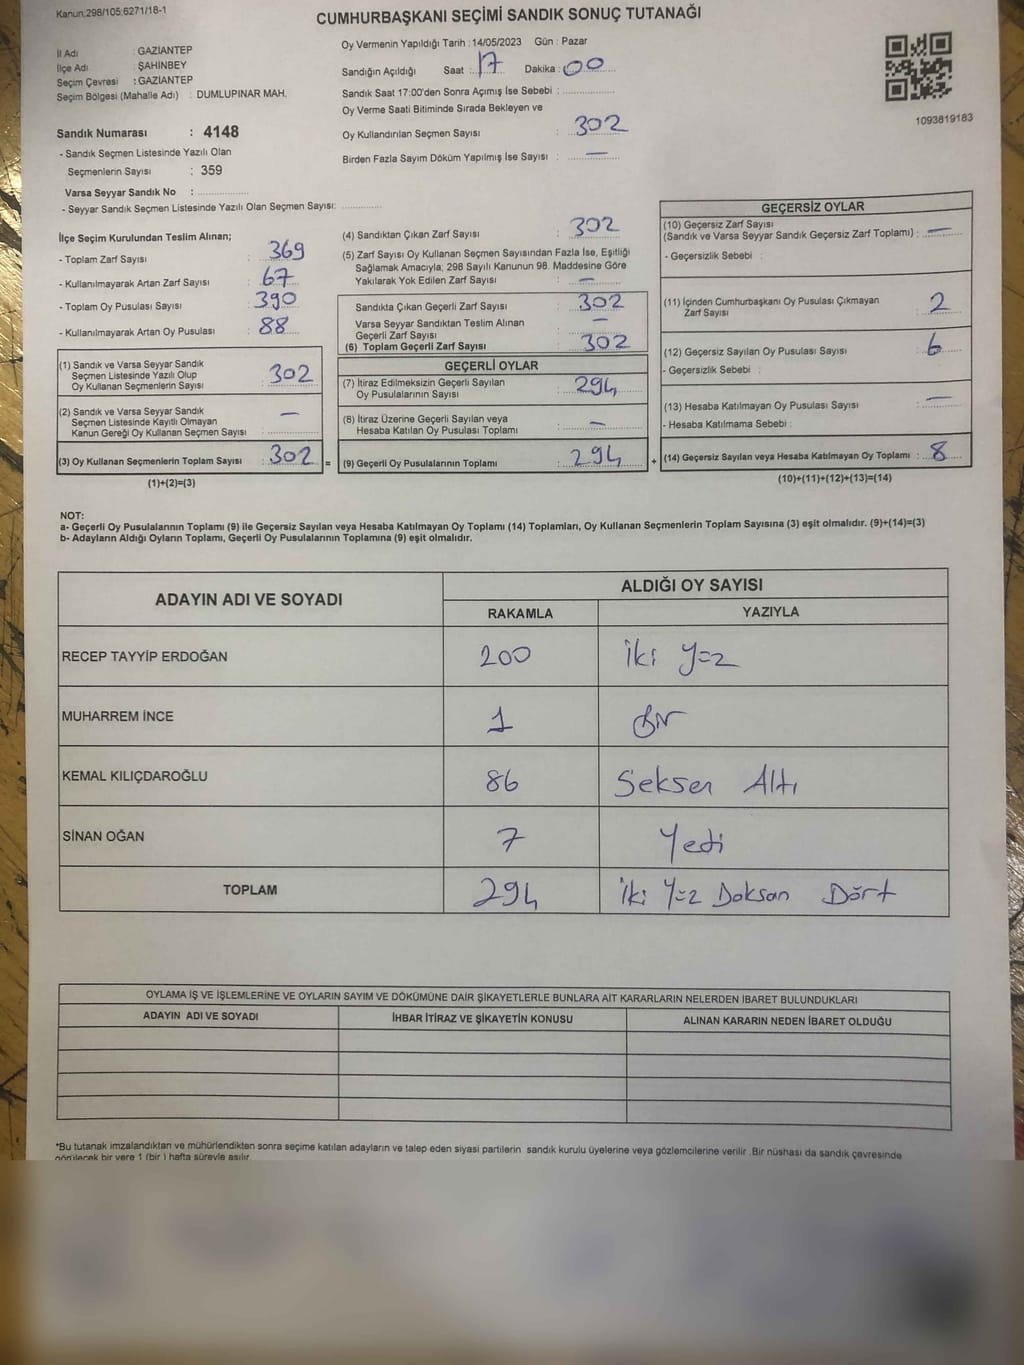 Kanun:298/105;6271/18-1
CUMHURBAŞKANI SEÇİMİ SANDIK SONUÇ TUTANAĞI
İl Adı : GAZİANTEP
İlçe Adı : ŞAHİNBEY
Seçim Çevresi : GAZİANTEP
Seçim Bölgesi (Mahalle Adı) : DUMLUPINAR MAH.
Sandık Numarası : 4148
- Sandık Seçmen Listesinde Yazılı Olan
Seçmenlerin Sayısı : 359
Varsa Seyyar Sandık No :
- Seyyar Sandık Seçmen Listesinde Yazılı Olan Seçmen Sayısı:
Oy Vermenin Yapıldığı Tarih : 14/05/2023 Gün : Pazar
Sandığın Açıldığı Saat : 17 Dakika : 00
Sandık Saat 17:00'den Sonra Açımış İse Sebebi :
Oy Verme Saati Bitiminde Sırada Bekleyen ve
Oy Kullandırılan Seçmen Sayısı : 302
Birden Fazla Sayım Döküm Yapılmış İse Sayısı : —
1093819183
İlçe Seçim Kurulundan Teslim Alınan;
- Toplam Zarf Sayısı : 369
- Kullanılmayarak Artan Zarf Sayısı : 67
- Toplam Oy Pusulası Sayısı : 390
- Kullanılmayarak Artan Oy Pusulası : 88
(1) Sandık ve Varsa Seyyar Sandık
Seçmen Listesinde Yazılı Olup
Oy Kullanan Seçmenlerin Sayısı : 302
(2) Sandık ve Varsa Seyyar Sandık
Seçmen Listesinde Kayıtlı Olmayan
Kanun Gereği Oy Kullanan Seçmen Sayısı : —
(3) Oy Kullanan Seçmenlerin Toplam Sayısı : 302 =
(1)+(2)=(3)
(4) Sandıktan Çıkan Zarf Sayısı : 302
(5) Zarf Sayısı Oy Kullanan Seçmen Sayısından Fazla İse, Eşitliği
Sağlamak Amacıyla; 298 Sayılı Kanunun 98. Maddesine Göre
Yakılarak Yok Edilen Zarf Sayısı : —
Sandıkta Çıkan Geçerli Zarf Sayısı : 302
Varsa Seyyar Sandıktan Teslim Alınan
Geçerli Zarf Sayısı : —
(6) Toplam Geçerli Zarf Sayısı : 302
GEÇERLİ OYLAR
(7) İtiraz Edilmeksizin Geçerli Sayılan
Oy Pusulalarının Sayısı : 294
(8) İtiraz Üzerine Geçerli Sayılan veya
Hesaba Katılan Oy Pusulası Toplamı : —
(9) Geçerli Oy Pusulalarının Toplamı : 294 +
GEÇERSİZ OYLAR
(10) Geçersiz Zarf Sayısı
(Sandık ve Varsa Seyyar Sandık Geçersiz Zarf Toplamı) : —
- Geçersizlik Sebebi :
(11) İçinden Cumhurbaşkanı Oy Pusulası Çıkmayan
Zarf Sayısı : 2
(12) Geçersiz Sayılan Oy Pusulası Sayısı : 6
- Geçersizlik Sebebi :
(13) Hesaba Katılmayan Oy Pusulası Sayısı : —
- Hesaba Katılmama Sebebi :
(14) Geçersiz Sayılan veya Hesaba Katılmayan Oy Toplamı : 8
(10)+(11)+(12)+(13)=(14)
NOT:
a- Geçerli Oy Pusulalarının Toplamı (9) ile Geçersiz Sayılan veya Hesaba Katılmayan Oy Toplamı (14) Toplamları, Oy Kullanan Seçmenlerin Toplam Sayısına (3) eşit olmalıdır. (9)+(14)=(3)
b- Adayların Aldığı Oyların Toplamı, Geçerli Oy Pusulalarının Toplamına (9) eşit olmalıdır.
ADAYIN ADI VE SOYADI ALDIĞI OY SAYISI
RAKAMLA YAZIYLA
RECEP TAYYİP ERDOĞAN 200 İki Yüz
MUHARREM İNCE 1 Bir
KEMAL KILIÇDAROĞLU 86 Seksen Altı
SİNAN OĞAN 7 Yedi
TOPLAM 294 İki Yüz Doksan Dört
OYLAMA İŞ VE İŞLEMLERİNE VE OYLARIN SAYIM VE DÖKÜMÜNE DAİR ŞİKAYETLERLE BUNLARA AİT KARARLARIN NELERDEN İBARET BULUNDUKLARI
ADAYIN ADI VE SOYADI İHBAR İTİRAZ VE ŞİKAYETİN KONUSU ALINAN KARARIN NEDEN İBARET OLDUĞU
*Bu tutanak imzalandıktan ve mühürlendikten sonra seçime katılan adayların ve talep eden siyasi partilerin sandık kurulu üyelerine veya gözlemcilerine verilir .Bir nüshası da sandık çevresinde
görülecek bir yere 1 (bir ) hafta süreyle asılır.